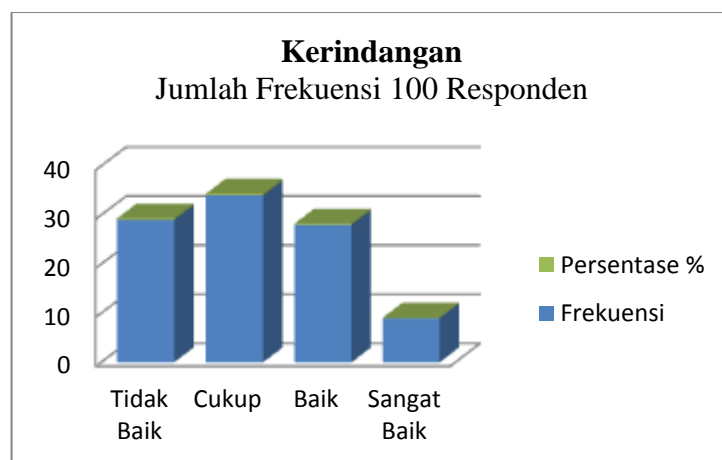 Kerindangan
Jumlah Frekuensi 100 Responden
40
30
20
10
0
Tidak Baik
Cukup
Baik
Sangat Baik
Persentase %
Frekuensi